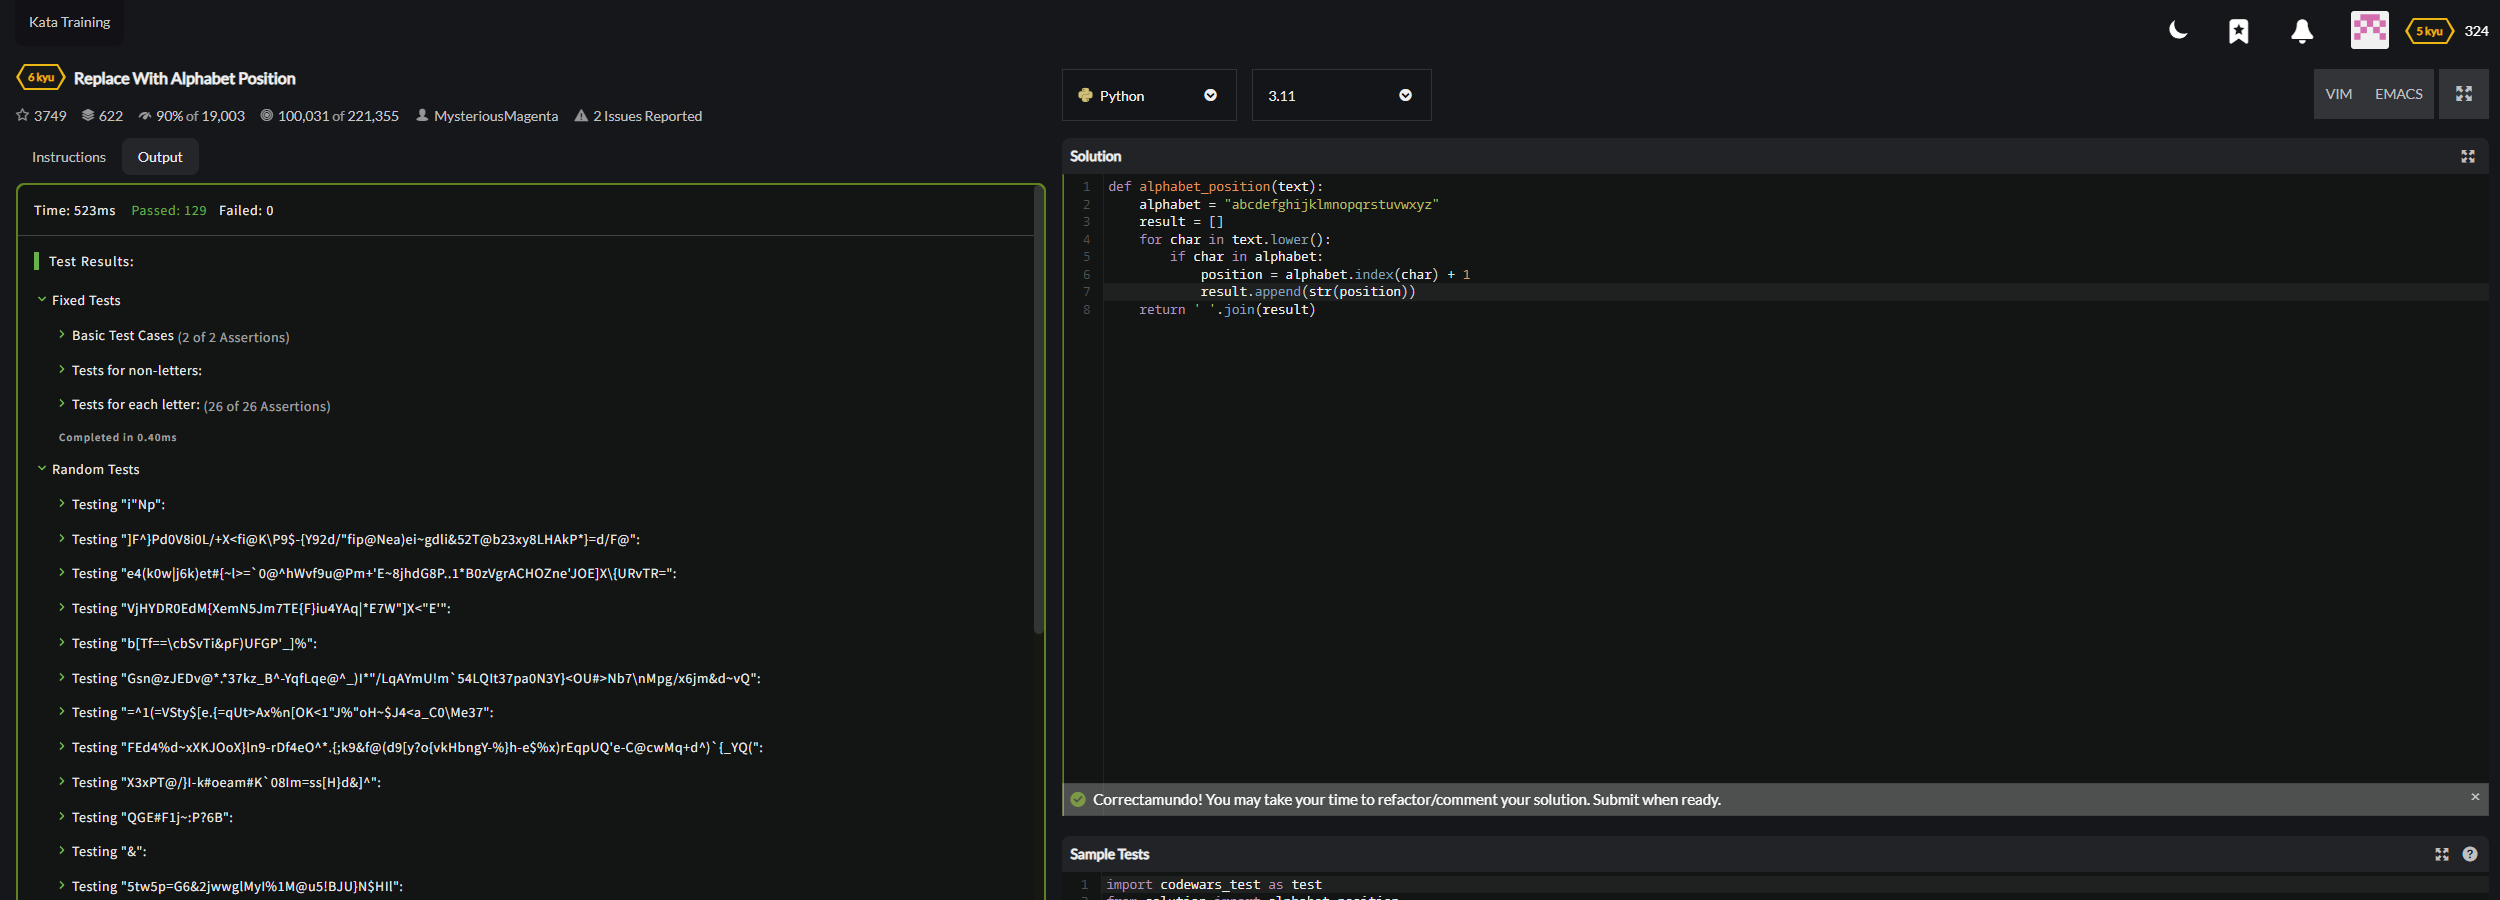 Kata Training
5 kyu 324
6 kyu Replace With Alphabet Position
3749 622 90% of 19,003 100,031 of 221,355 MysteriousMagenta 2 Issues Reported
Instructions Output
Time: 523ms Passed: 129 Failed: 0
Test Results:
Fixed Tests
Basic Test Cases (2 of 2 Assertions)
Tests for non-letters:
Tests for each letter: (26 of 26 Assertions)
Completed in 0.40ms
Random Tests
Testing "i"Np":
Testing "]F^}Pd0V8i0L/+X<fi@K\P9$-{Y92d/"fip@Nea)ei~gdli&52T@b23xy8LHAkP*}=d/F@":
Testing "e4(k0w|j6k)et#{~l>=`0@^hWvf9u@Pm+'E~8jhdG8P..1*B0zVgrACHOZne'JOE]X\{URvTR=":
Testing "VjHYDR0EdM{XemN5Jm7TE{F}iu4YAq|*E7W"]X<"E'":
Testing "b[Tf==\cbSvTi&pF)UFGP'_]%":
Testing "Gsn@zJEDv@*.*37kz_B^-YqfLqe@^_)I*"/LqAYmU!m`54LQIt37pa0N3Y}<OU#>Nb7\nMpg/x6jm&d~vQ":
Testing "=^1(=VSty$[e.{=qUt>Ax%n[OK<1"J%"oH~$J4<a_C0\Me37":
Testing "FEd4%d~xXKJOoX}ln9-rDf4eO^*.{;k9&f@(d9[y?o{vkHbngY-%}h-e$%x)rEqpUQ'e-C@cwMq+d^)`{_YQ(":
Testing "X3xPT@/}I-k#oeam#K`08Im=ss[H}d&]^":
Testing "QGE#F1j~:P?6B":
Testing "&":
Testing "5tw5p=G6&2jwwglMyI%1M@u5!BJU}N$HIl":
Python 3.11
VIM EMACS
Solution
1 def alphabet_position(text):
2 alphabet = "abcdefghijklmnopqrstuvwxyz"
3 result = []
4 for char in text.lower():
5 if char in alphabet:
6 position = alphabet.index(char) + 1
7 result.append(str(position))
8 return ' '.join(result)
Correctamundo! You may take your time to refactor/comment your solution. Submit when ready.
Sample Tests
1 import codewars_test as test
from solution import alphabet_position